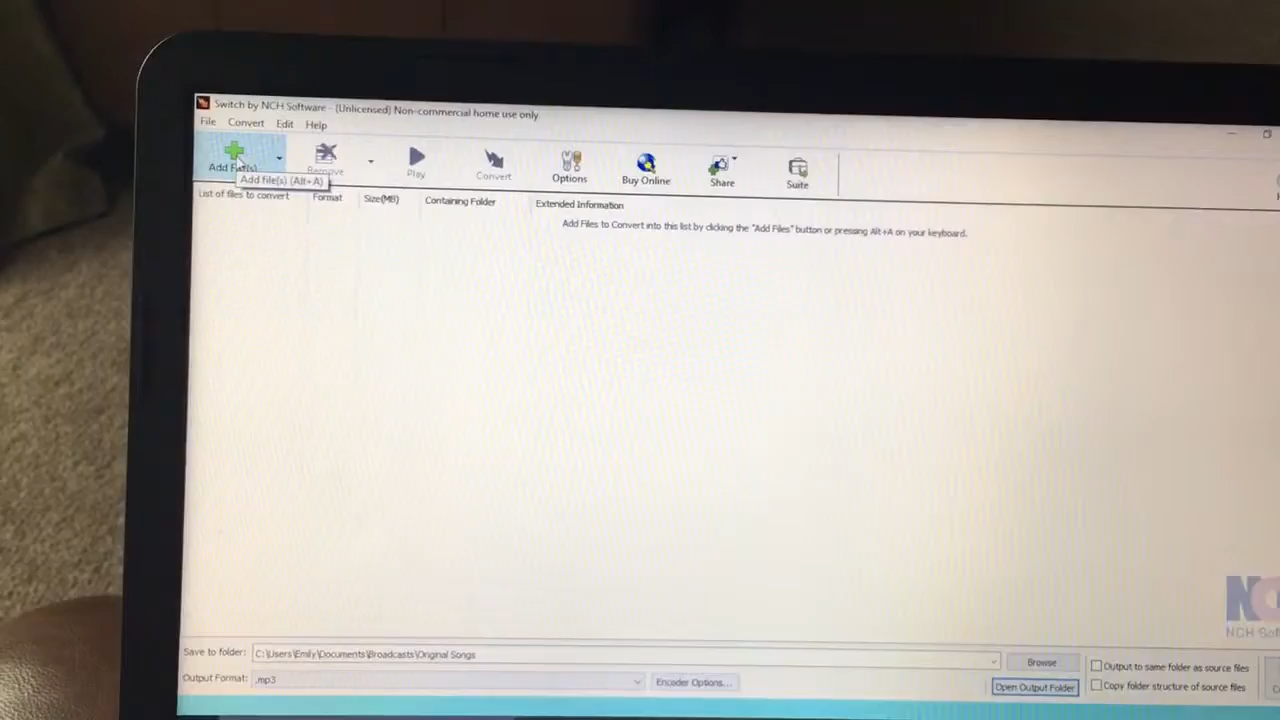 Switch by NCH Software - (Unlicensed) Non-commercial home use only
File Convert Edit Help
Add File(s) Remove Play Convert Options Buy Online Share Suite
Add file(s) (Alt+A)
List of files to convert Format Size(MB) Containing Folder Extended Information
Add Files to Convert into this list by clicking the "Add Files" button or pressing Alt+A on your keyboard.
NCH
Save to folder: C:\Users\Emily\Documents\Broadcasts\Original Songs Browse Output to same folder as source files
Output Format: .mp3 Encoder Options... Open Output Folder Copy folder structure of source files